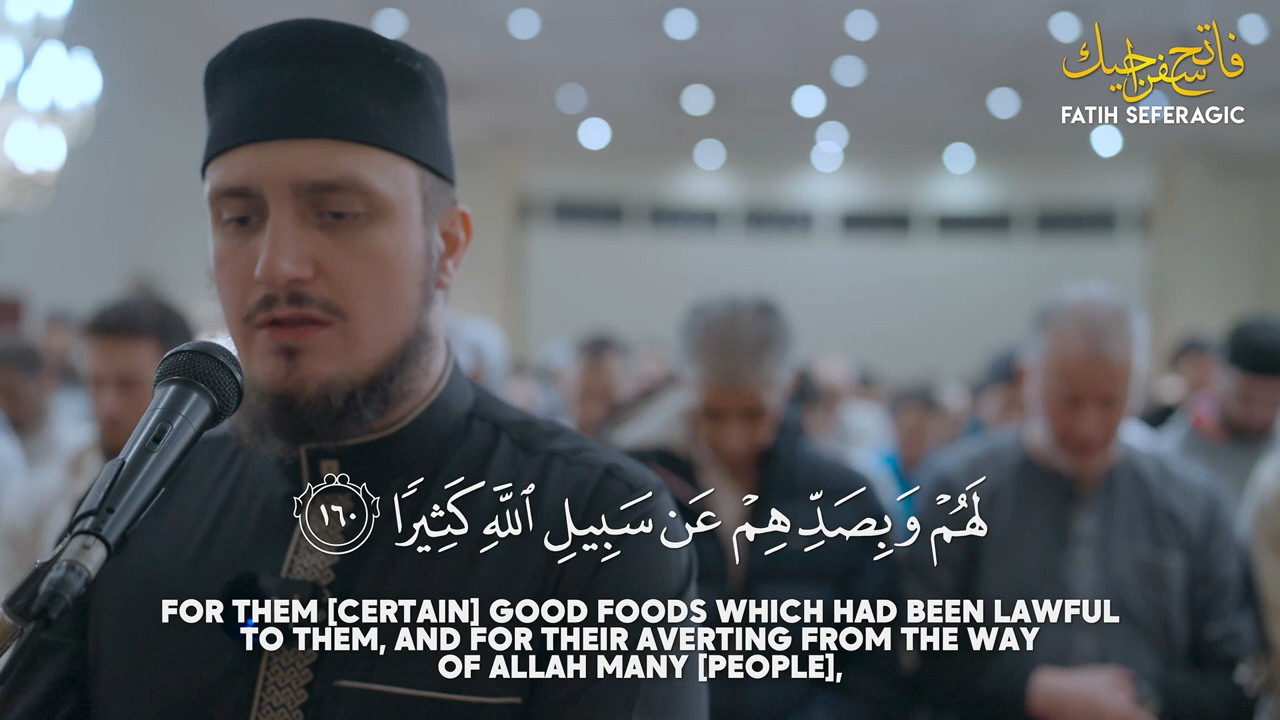 فاتح سفراجيك
FATIH SEFERAGIC
لَهُمْ وَبِصَدِّهِمْ عَن سَبِيلِ ٱللَّهِ كَثِيرًا ١٦٠
FOR THEM [CERTAIN] GOOD FOODS WHICH HAD BEEN LAWFUL
TO THEM, AND FOR THEIR AVERTING FROM THE WAY
OF ALLAH MANY [PEOPLE],